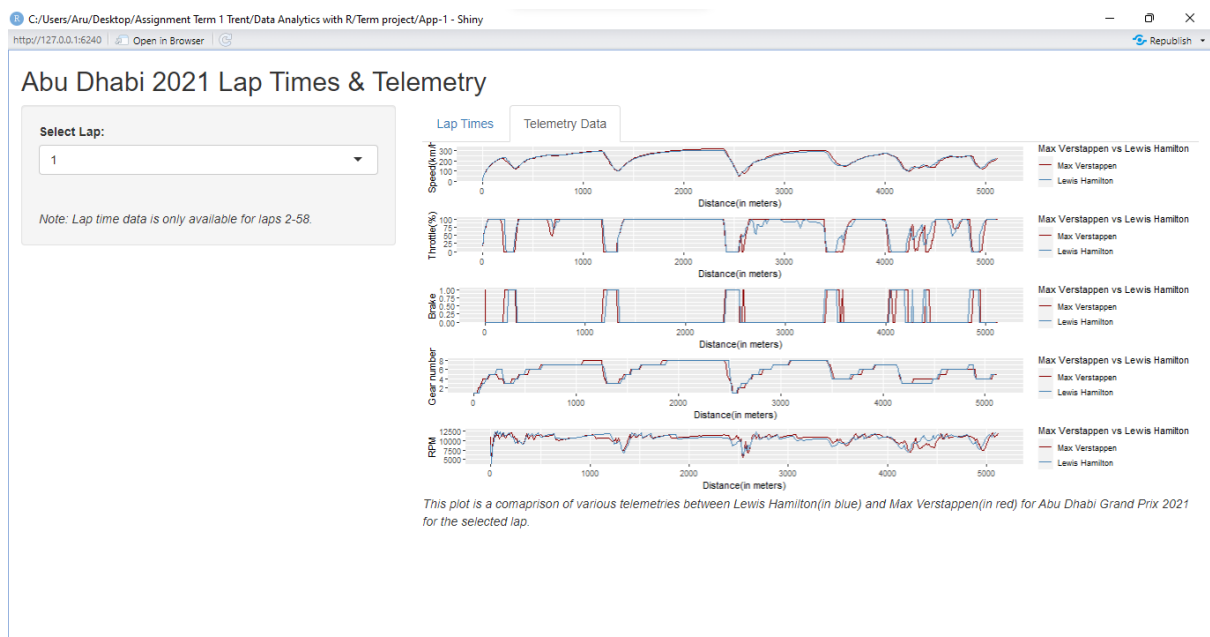 C:/Users/Aru/Desktop/Assignment Term 1 Trent/Data Analytics with R/Term project/App-1 - Shiny
http://127.0.0.1:6240 Open in Browser Republish
Abu Dhabi 2021 Lap Times & Telemetry
Select Lap:
1
Note: Lap time data is only available for laps 2-58.
Lap Times Telemetry Data
Speed(km/h
300
200
100
0
0 1000 2000 3000 4000 5000
Distance(in meters)
Max Verstappen vs Lewis Hamilton
Max Verstappen
Lewis Hamilton
Throttle(%)
100
75
50
25
0
0 1000 2000 3000 4000 5000
Distance(in meters)
Max Verstappen vs Lewis Hamilton
Max Verstappen
Lewis Hamilton
Brake
1.00
0.75
0.50
0.25
0.00
0 1000 2000 3000 4000 5000
Distance(in meters)
Max Verstappen vs Lewis Hamilton
Max Verstappen
Lewis Hamilton
Gear number
8
6
4
2
0 1000 2000 3000 4000 5000
Distance(in meters)
Max Verstappen vs Lewis Hamilton
Max Verstappen
Lewis Hamilton
RPM
12500
10000
7500
5000
0 1000 2000 3000 4000 5000
Distance(in meters)
Max Verstappen vs Lewis Hamilton
Max Verstappen
Lewis Hamilton
This plot is a comaprison of various telemetries between Lewis Hamilton(in blue) and Max Verstappen(in red) for Abu Dhabi Grand Prix 2021
for the selected lap.